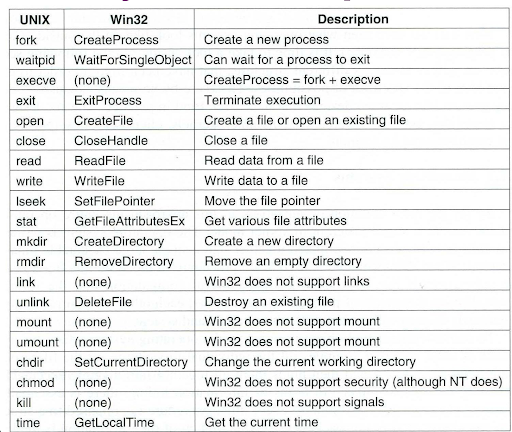 UNIX Win32 Description
fork CreateProcess Create a new process
waitpid WaitForSingleObject Can wait for a process to exit
execve (none) CreateProcess = fork + execve
exit ExitProcess Terminate execution
open CreateFile Create a file or open an existing file
close CloseHandle Close a file
read ReadFile Read data from a file
write WriteFile Write data to a file
lseek SetFilePointer Move the file pointer
stat GetFileAttributesEx Get various file attributes
mkdir CreateDirectory Create a new directory
rmdir RemoveDirectory Remove an empty directory
link (none) Win32 does not support links
unlink DeleteFile Destroy an existing file
mount (none) Win32 does not support mount
umount (none) Win32 does not support mount
chdir SetCurrentDirectory Change the current working directory
chmod (none) Win32 does not support security (although NT does)
kill (none) Win32 does not support signals
time GetLocalTime Get the current time